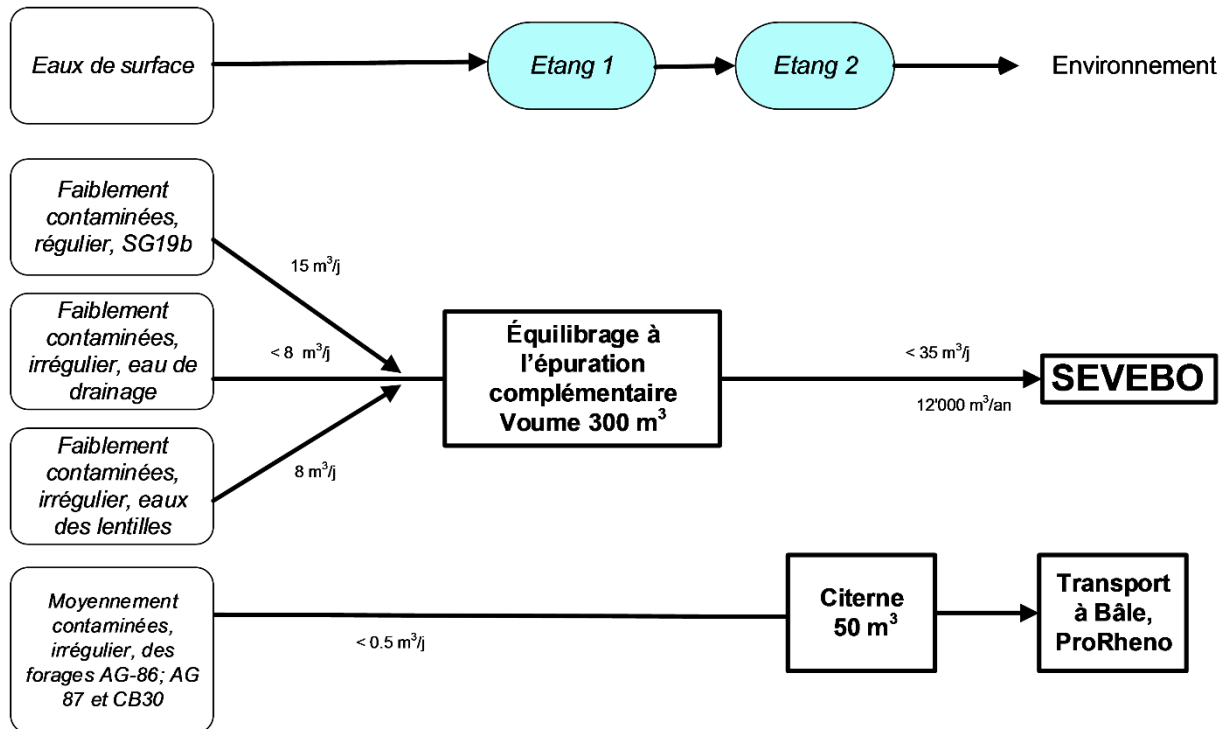 Eaux de surface
Etang 1
Etang 2
Environnement
Faiblement
contaminées,
régulier, SG19b
15 m³/j
Faiblement
contaminées,
irrégulier, eau de
drainage
< 8 m³/j
Faiblement
contaminées,
irrégulier, eaux
des lentilles
8 m³/j
Équilibrage à
l'épuration
complémentaire
Voume 300 m³
< 35 m³/j
12'000 m³/an
SEVEBO
Moyennement
contaminées,
irrégulier, des
forages AG-86; AG
87 et CB30
< 0.5 m³/j
Citerne
50 m³
Transport
à Bâle,
ProRheno